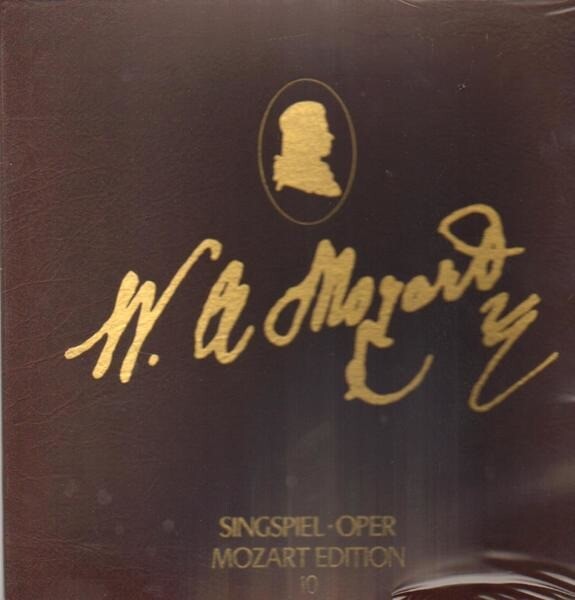 W. A Mozart
SINGSPIEL·OPER
MOZART EDITION
10